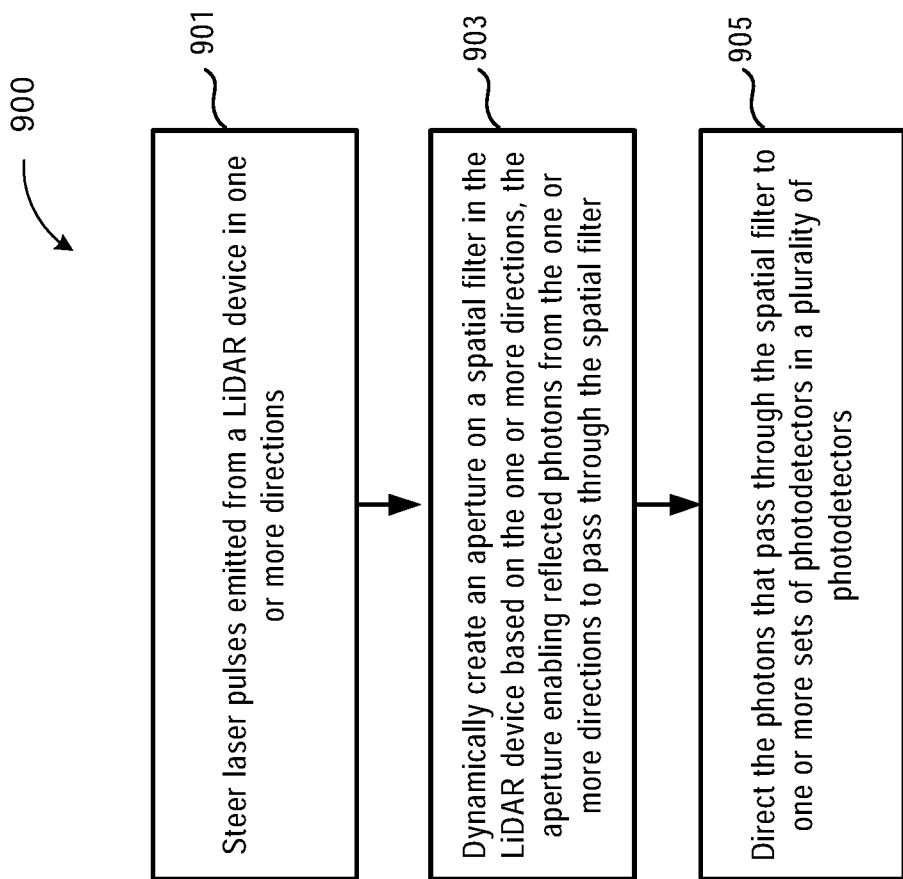 900
901
Steer laser pulses emitted from a LiDAR device in one
or more directions
903
Dynamically create an aperture on a spatial filter in the
LiDAR device based on the one or more directions, the
aperture enabling reflected photons from the one or
more directions to pass through the spatial filter
905
Direct the photons that pass through the spatial filter to
one or more sets of photodetectors in a plurality of
photodetectors